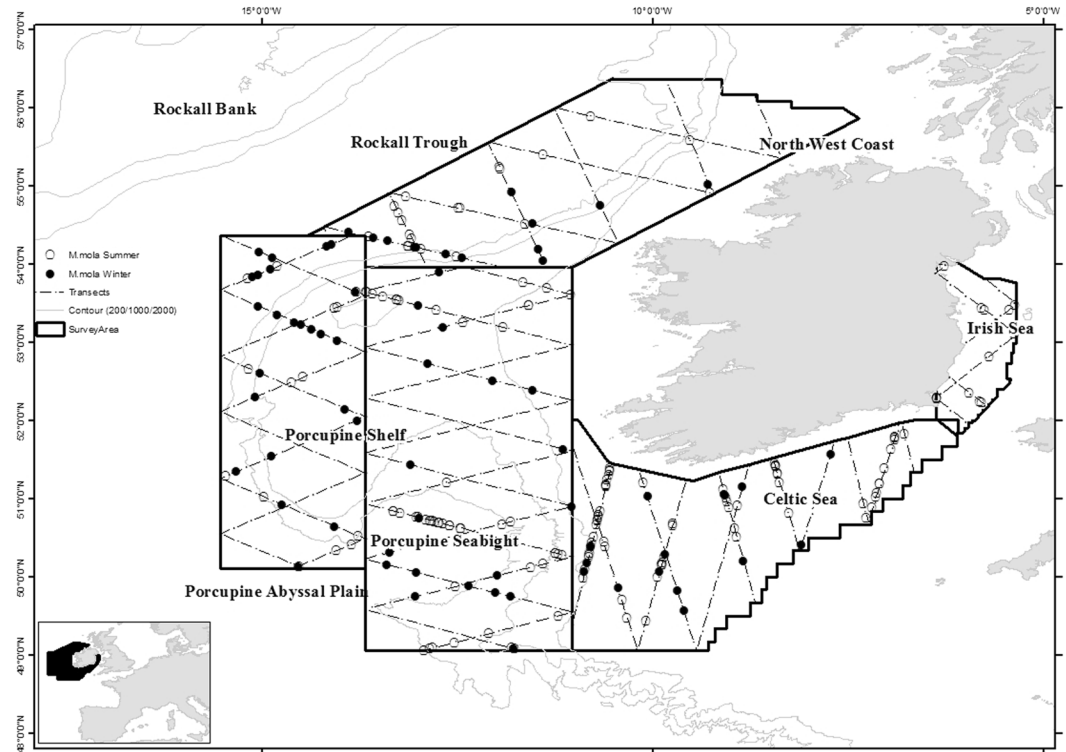 15°0'0"W 10°0'0"W 5°0'0"W
57°0'0"N
56°0'0"N
55°0'0"N
54°0'0"N
53°0'0"N
52°0'0"N
51°0'0"N
50°0'0"N
49°0'0"N
48°0'0"N
Rockall Bank
Rockall Trough
North-West Coast
M.mola Summer
M.mola Winter
Transects
Contour (200/1000/2000)
SurveyArea
Irish Sea
Porcupine Shelf
Celtic Sea
Porcupine Seabight
Porcupine Abyssal Plain